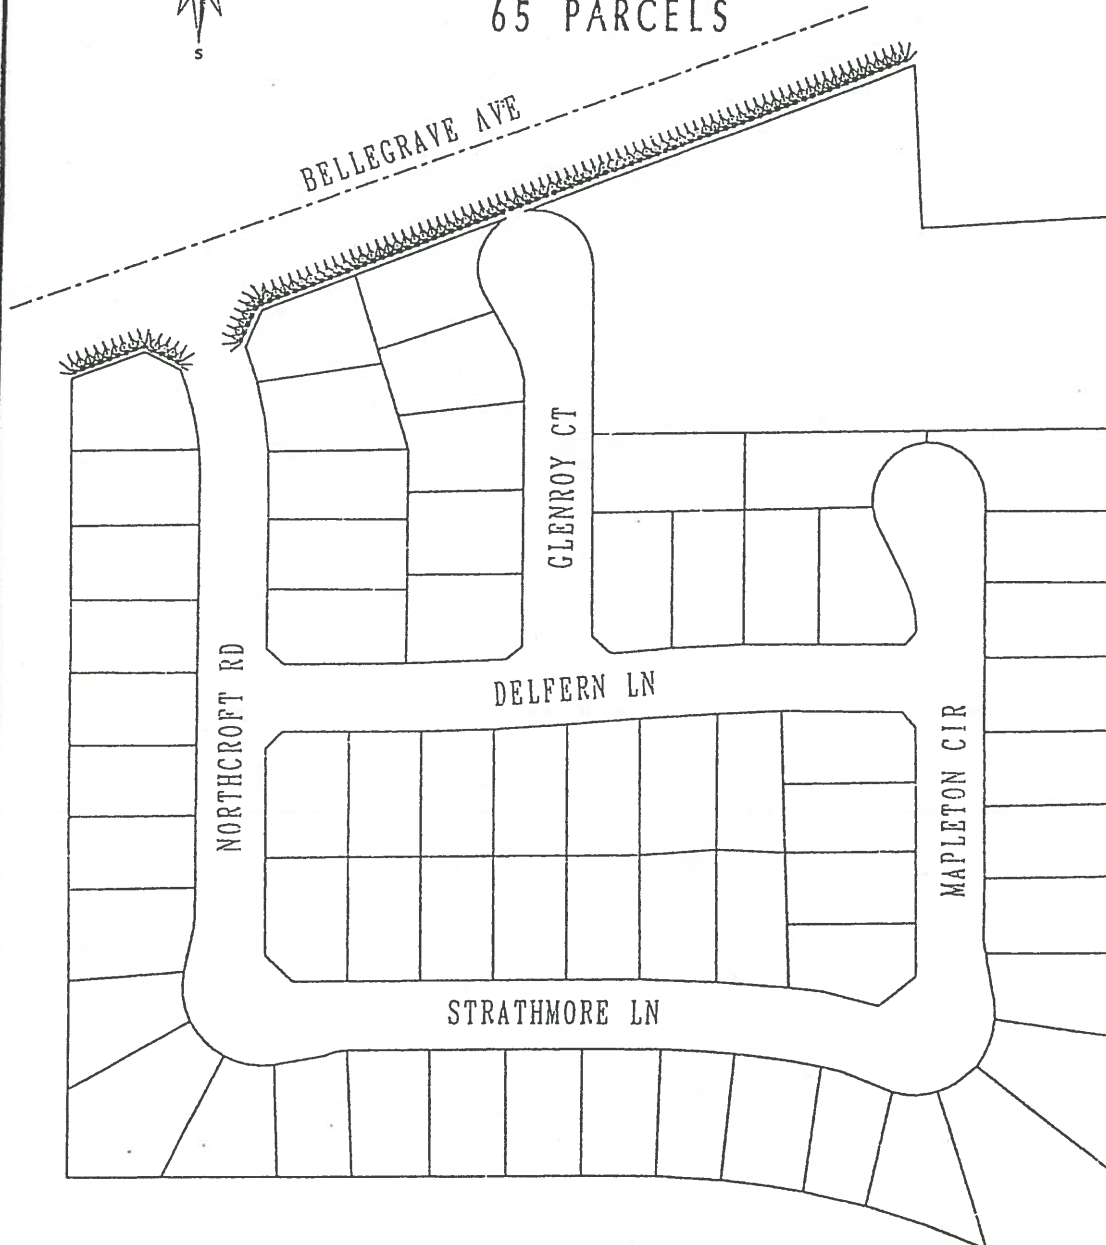 S
65 PARCELS
BELLEGRAVE AVE
GLENROY CT
NORTHCROFT RD
DELFERN LN
MAPLETON CIR
STRATHMORE LN